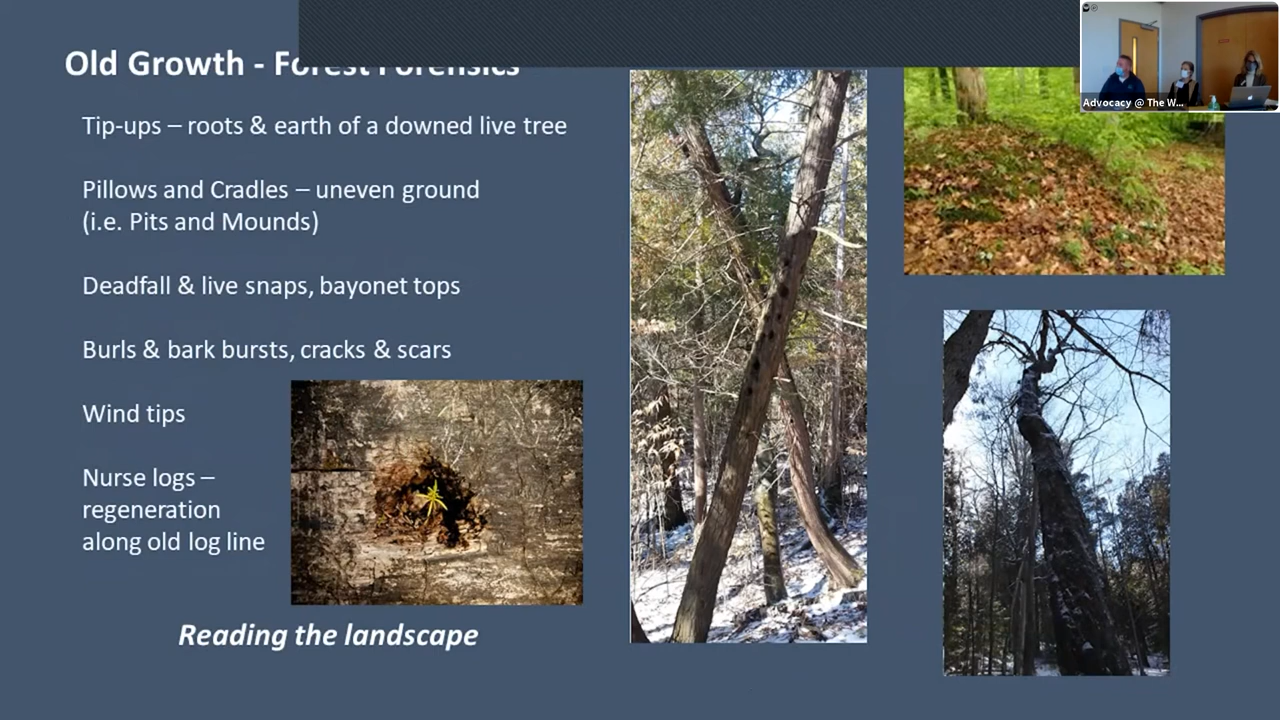 Old Growth - Forest Forensics
Tip-ups – roots & earth of a downed live tree
Pillows and Cradles – uneven ground
(i.e. Pits and Mounds)
Deadfall & live snaps, bayonet tops
Burls & bark bursts, cracks & scars
Wind tips
Nurse logs –
regeneration
along old log line
Reading the landscape
Advocacy @ The W...